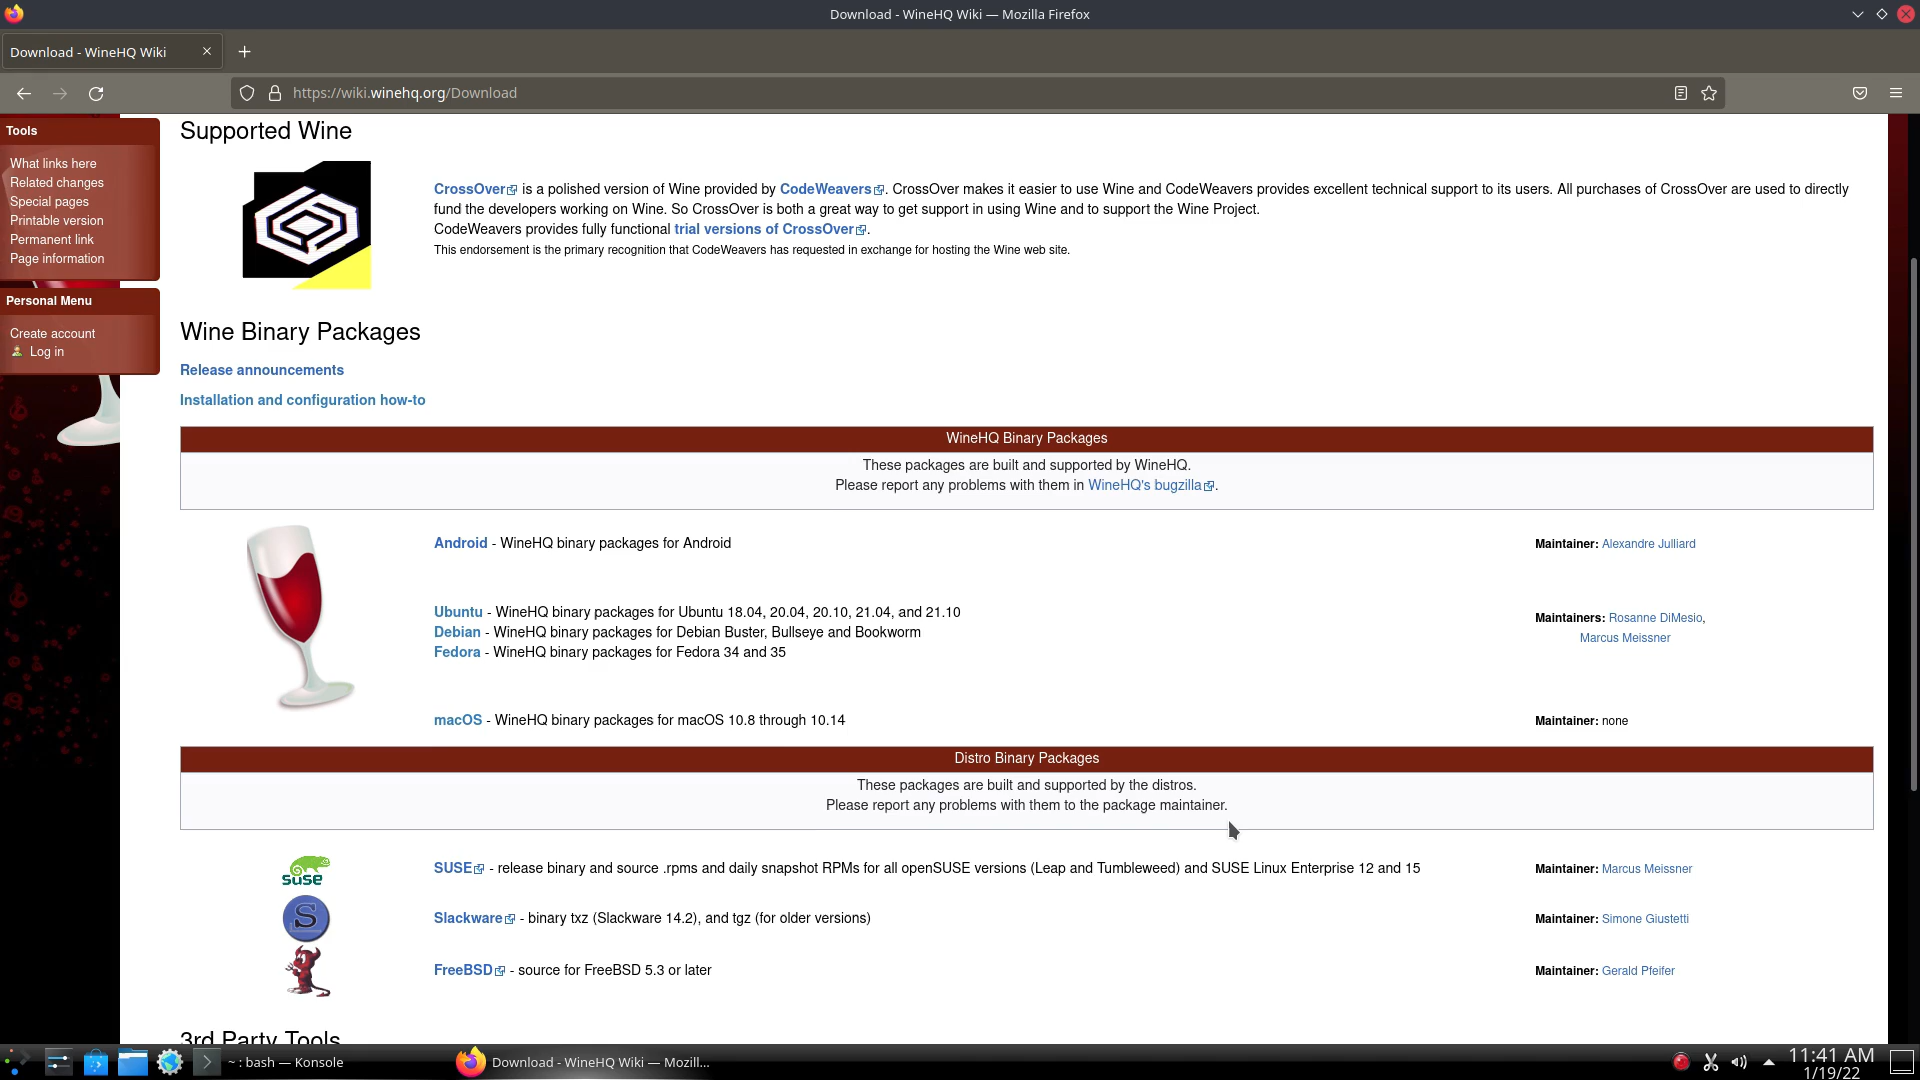 Download - WineHQ Wiki — Mozilla Firefox
Download - WineHQ Wiki
https://wiki.winehq.org/Download
Tools
What links here
Related changes
Special pages
Printable version
Permanent link
Page information
Personal Menu
Create account
Log in
Supported Wine
CrossOver is a polished version of Wine provided by CodeWeavers. CrossOver makes it easier to use Wine and CodeWeavers provides excellent technical support to its users. All purchases of CrossOver are used to directly
fund the developers working on Wine. So CrossOver is both a great way to get support in using Wine and to support the Wine Project.
CodeWeavers provides fully functional trial versions of CrossOver.
This endorsement is the primary recognition that CodeWeavers has requested in exchange for hosting the Wine web site.
Wine Binary Packages
Release announcements
Installation and configuration how-to
WineHQ Binary Packages
These packages are built and supported by WineHQ.
Please report any problems with them in WineHQ's bugzilla.
Android - WineHQ binary packages for Android
Maintainer: Alexandre Julliard
Ubuntu - WineHQ binary packages for Ubuntu 18.04, 20.04, 20.10, 21.04, and 21.10
Debian - WineHQ binary packages for Debian Buster, Bullseye and Bookworm
Fedora - WineHQ binary packages for Fedora 34 and 35
Maintainers: Rosanne DiMesio,
Marcus Meissner
macOS - WineHQ binary packages for macOS 10.8 through 10.14
Maintainer: none
Distro Binary Packages
These packages are built and supported by the distros.
Please report any problems with them to the package maintainer.
SUSE
SUSE - release binary and source .rpms and daily snapshot RPMs for all openSUSE versions (Leap and Tumbleweed) and SUSE Linux Enterprise 12 and 15
Maintainer: Marcus Meissner
S
Slackware - binary txz (Slackware 14.2), and tgz (for older versions)
Maintainer: Simone Giustetti
FreeBSD - source for FreeBSD 5.3 or later
Maintainer: Gerald Pfeifer
3rd Party Tools
~ : bash — Konsole
Download - WineHQ Wiki — Mozill...
11:41 AM
1/19/22